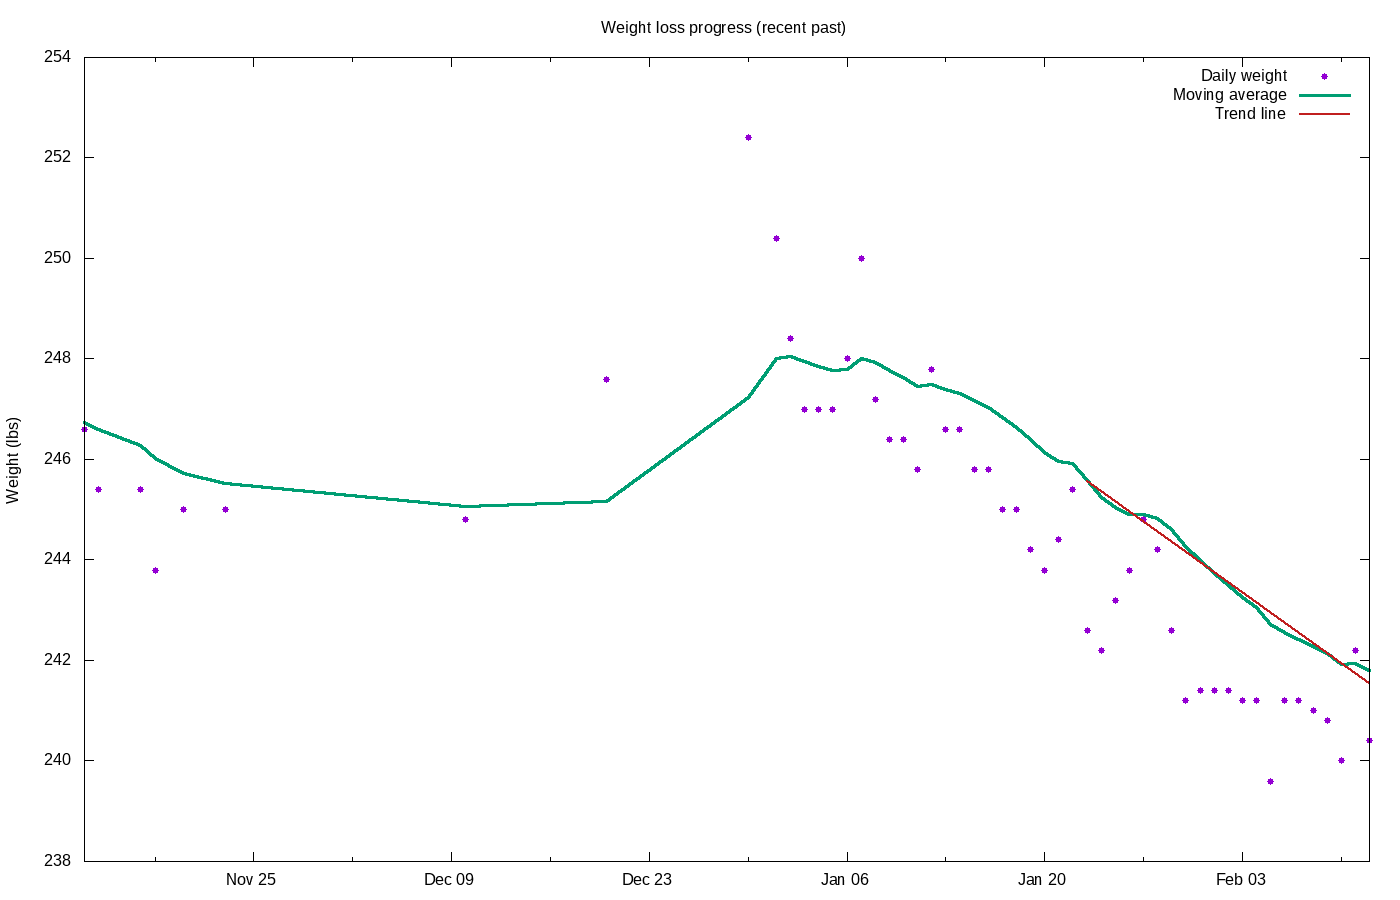 Weight loss progress (recent past)
254
252
250
248
246
244
242
240
238
Weight (lbs)
Daily weight
Moving average
Trend line
Nov 25 Dec 09 Dec 23 Jan 06 Jan 20 Feb 03